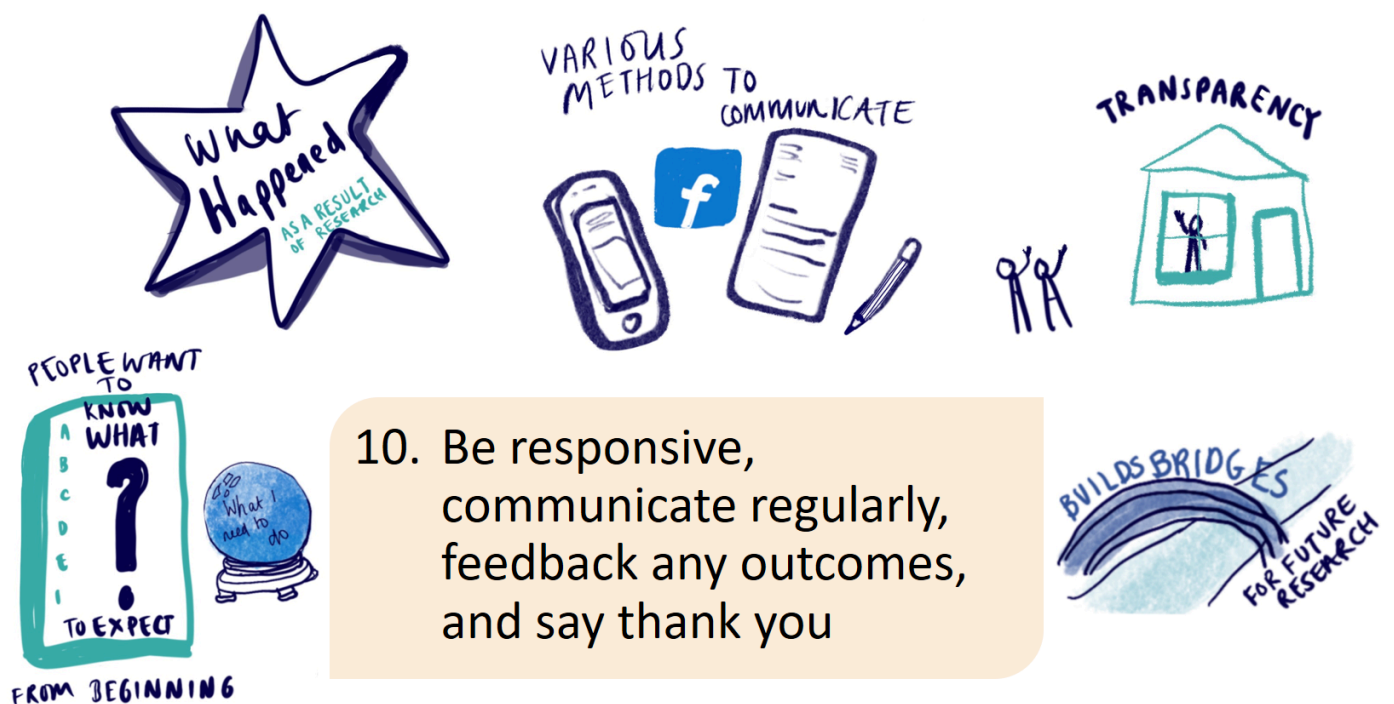 What
Happened
AS A RESULT
OF RESEARCH
VARIOUS
METHODS TO
COMMUNICATE
f
TRANSPARENCY
PEOPLE WANT
TO
KNOW
WHAT
?
A
B
C
D
E
I
TO EXPECT
FROM BEGINNING
What I
need to
do
10. Be responsive,
communicate regularly,
feedback any outcomes,
and say thank you
BUILDS BRIDGES
FOR FUTURE
RESEARCH